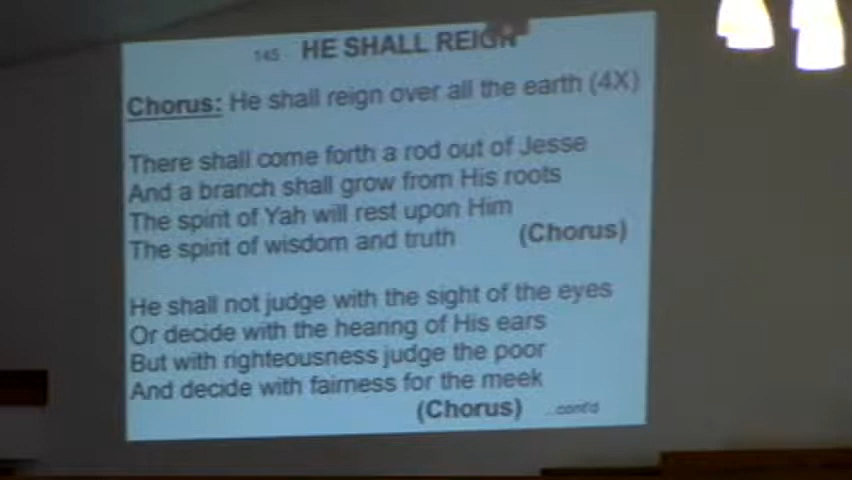 145 HE SHALL REIGN
Chorus: He shall reign over all the earth (4X)
There shall come forth a rod out of Jesse
And a branch shall grow from His roots
The spirit of Yah will rest upon Him
The spirit of wisdom and truth (Chorus)
He shall not judge with the sight of the eyes
Or decide with the hearing of His ears
But with righteousness judge the poor
And decide with fairness for the meek
(Chorus) ...cont'd